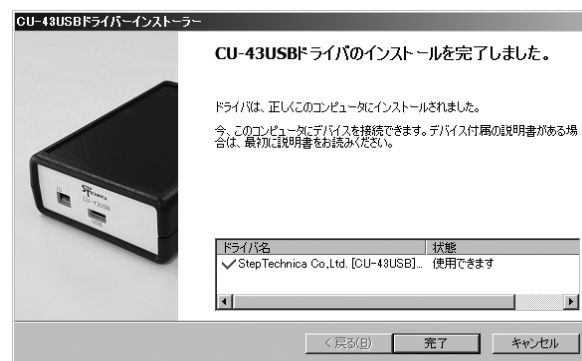 CU-43USBドライバーインストーラー
CU-43USBドライバのインストールを完了しました。
ドライバは、正しくこのコンピュータにインストールされました。
今、このコンピュータにデバイスを接続できます。デバイス付属の説明書がある場
合は、最初に説明書をお読みください。
CU-43USB
USB
ドライバ名 状態
StepTechnica Co,Ltd. [CU-43USB]... 使用できます
< 戻る(B) 完了 キャンセル